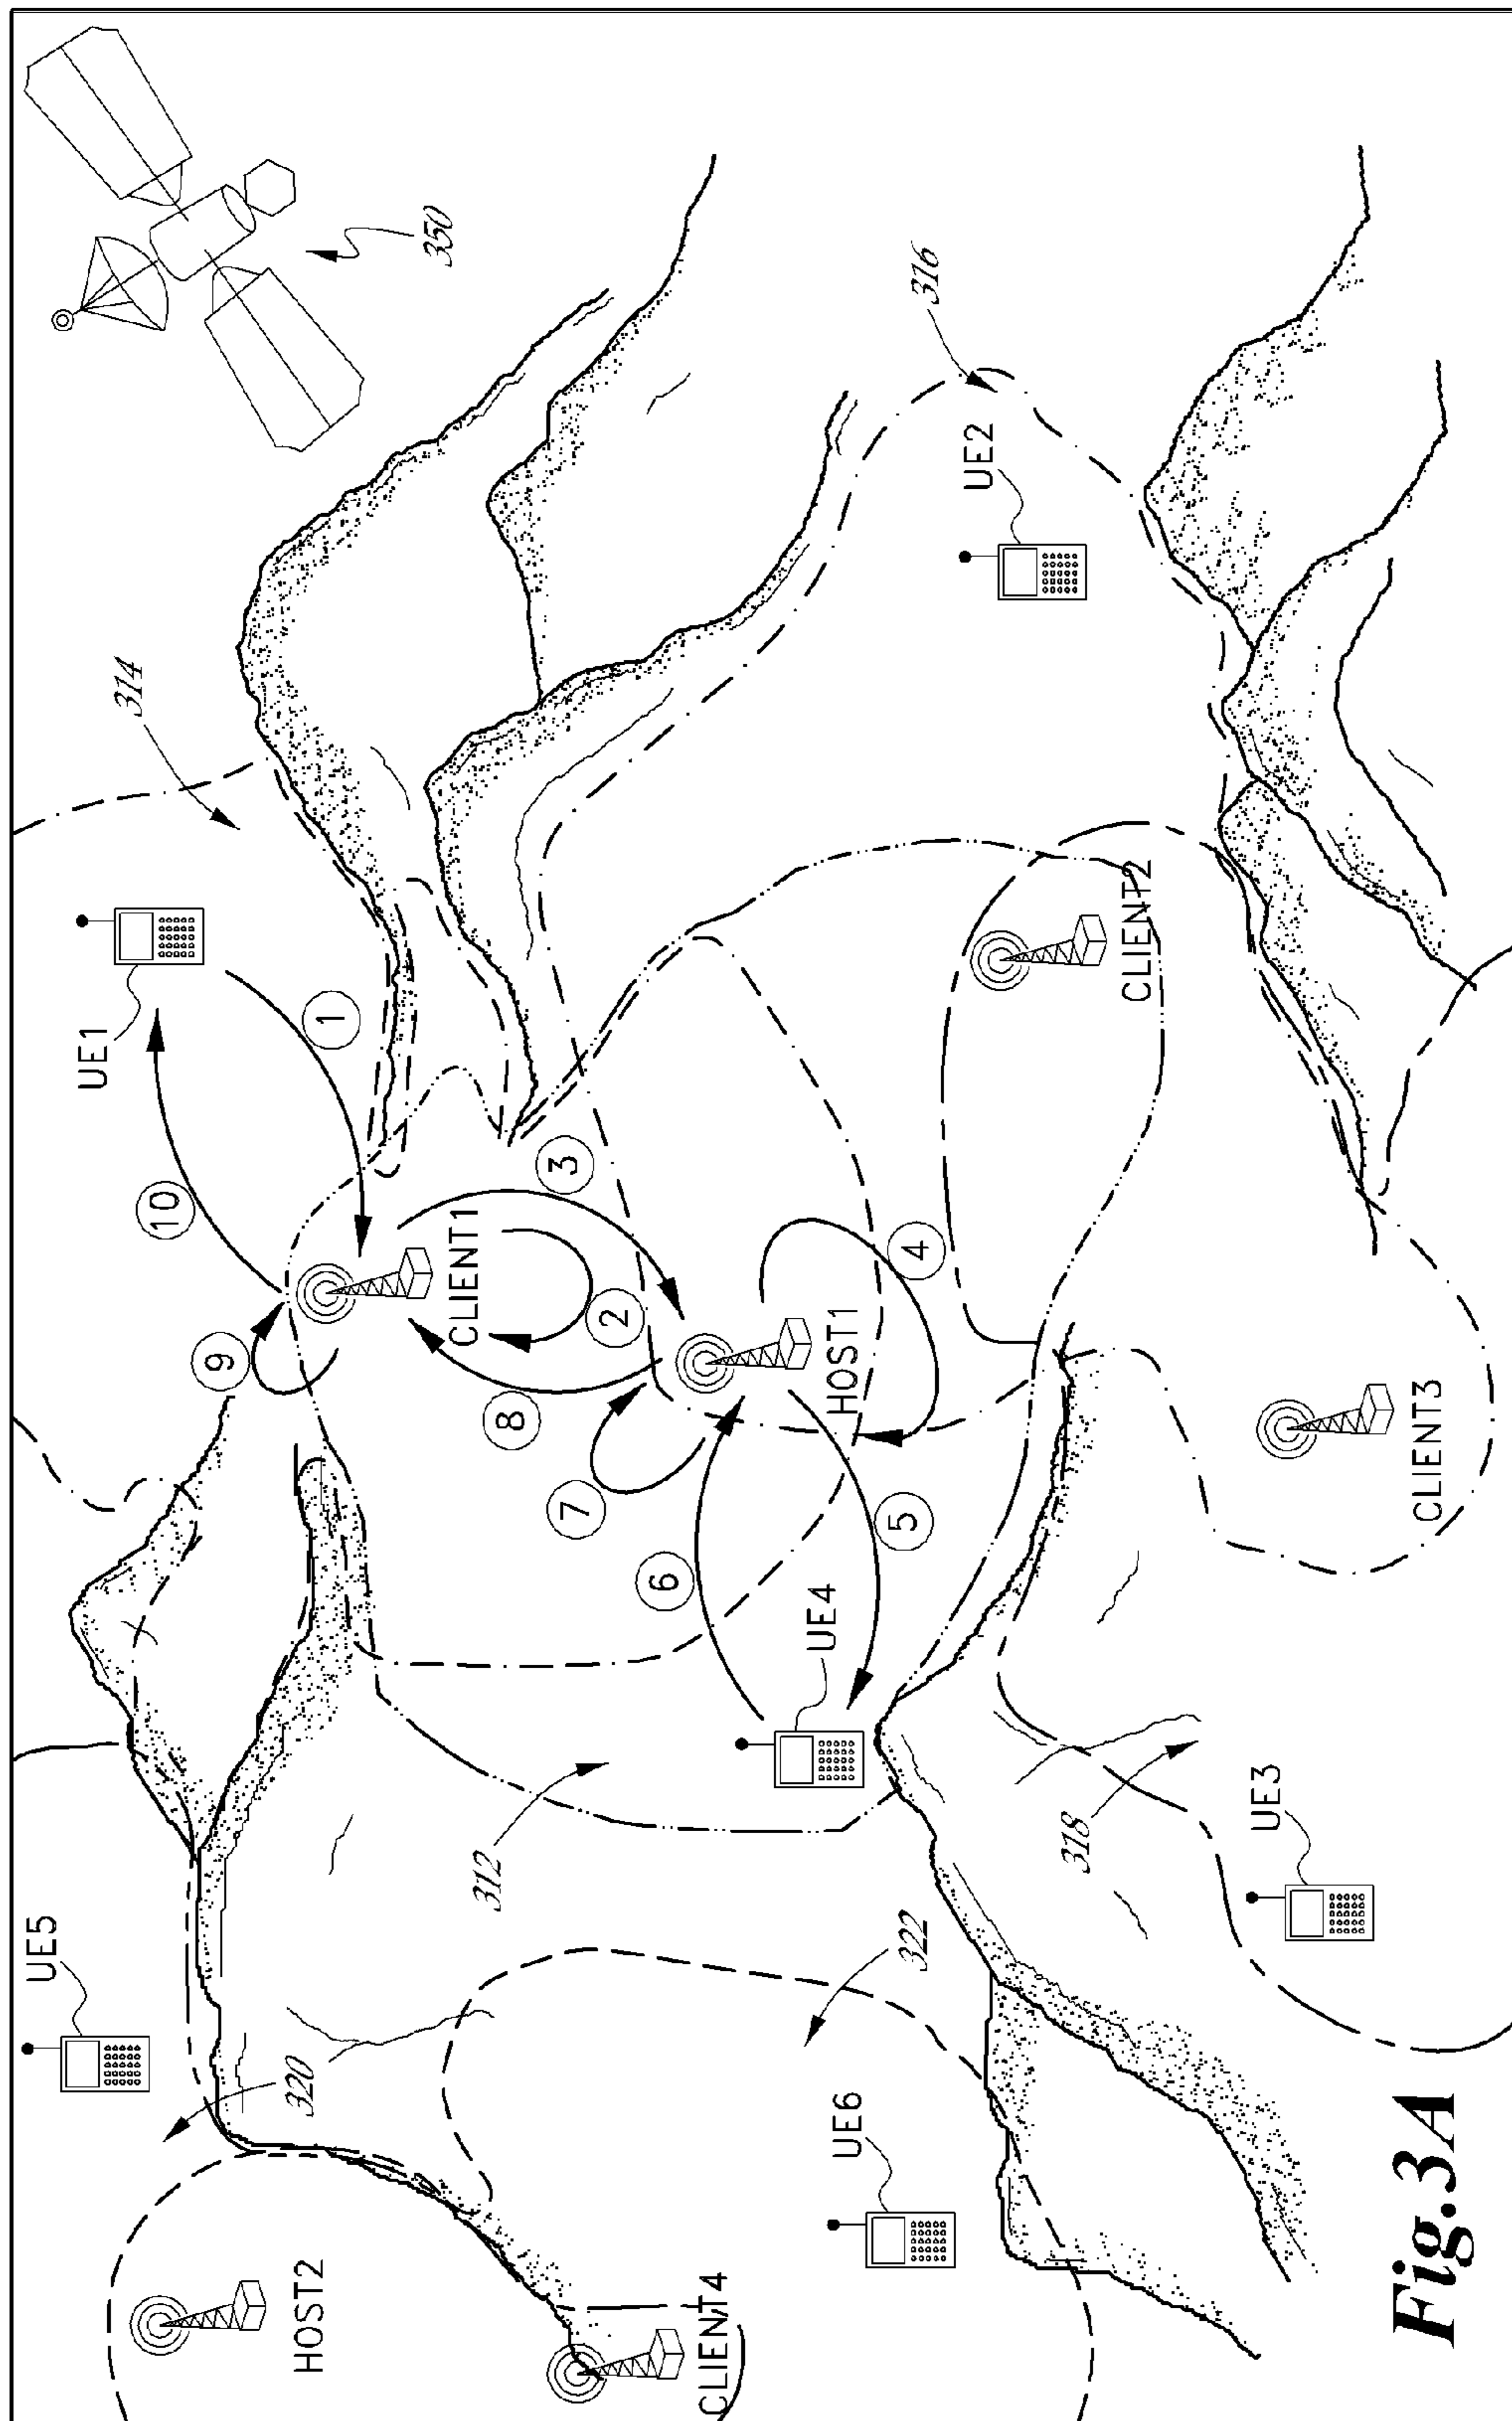 350
314
316
UE1
UE2
1
10
3
CLIENT1
2
4
9
8
HOST1
CLIENT2
7
6
5
UE4
CLIENT3
312
318
UE3
UE5
322
320
UE6
HOST2
CLIENT4
Fig.3A